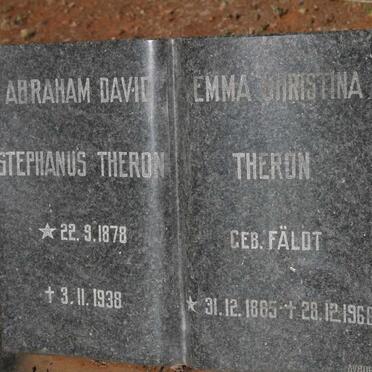 ABRAHAM DAVID
STEPHANUS THERON
★ 22.9.1878
✝ 3.11.1938
EMMA CHRISTINA
THERON
GEB. FÄLDT
★ 31.12.1885 - ✝ 28.12.1968